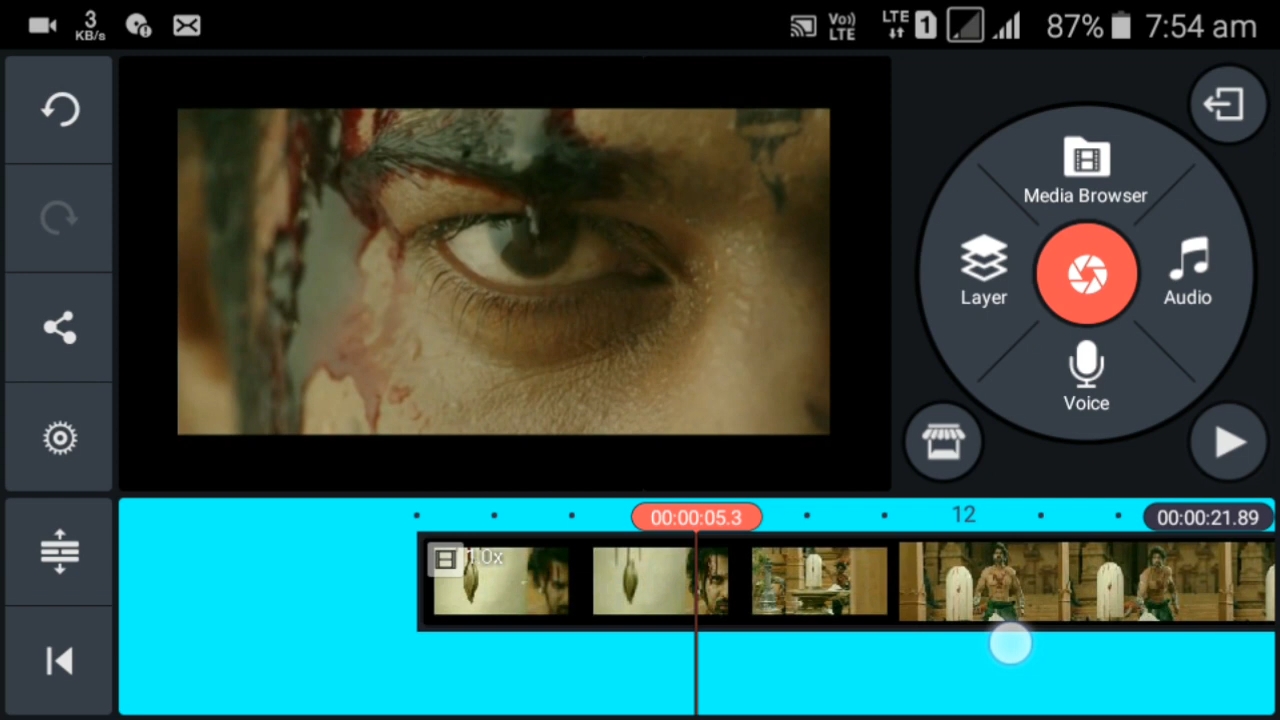 3
KB/s
Vo))
LTE
LTE
1
87%
7:54 am
Media Browser
Layer
Audio
Voice
00:00:05.3
12
00:00:21.89
1.0x